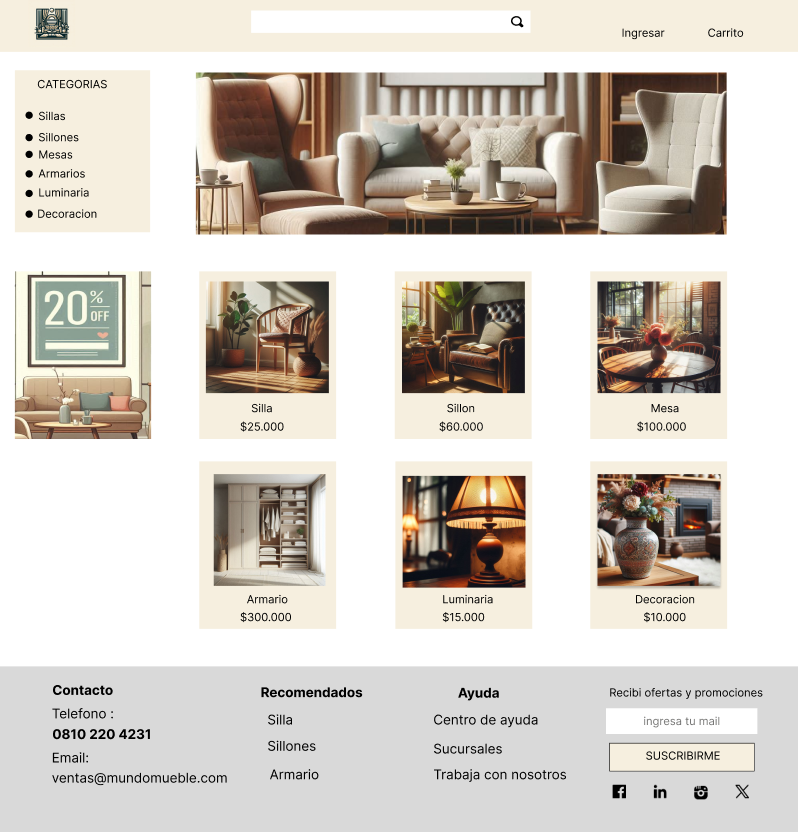 Ingresar
Carrito
CATEGORIAS
Sillas
Sillones
Mesas
Armarios
Luminaria
Decoracion
20%
OFF
Silla
$25.000
Sillon
$60.000
Mesa
$100.000
Armario
$300.000
Luminaria
$15.000
Decoracion
$10.000
Contacto
Telefono :
0810 220 4231
Email:
ventas@mundomueble.com
Recomendados
Silla
Sillones
Armario
Ayuda
Centro de ayuda
Sucursales
Trabaja con nosotros
Recibi ofertas y promociones
ingresa tu mail
SUSCRIBIRME